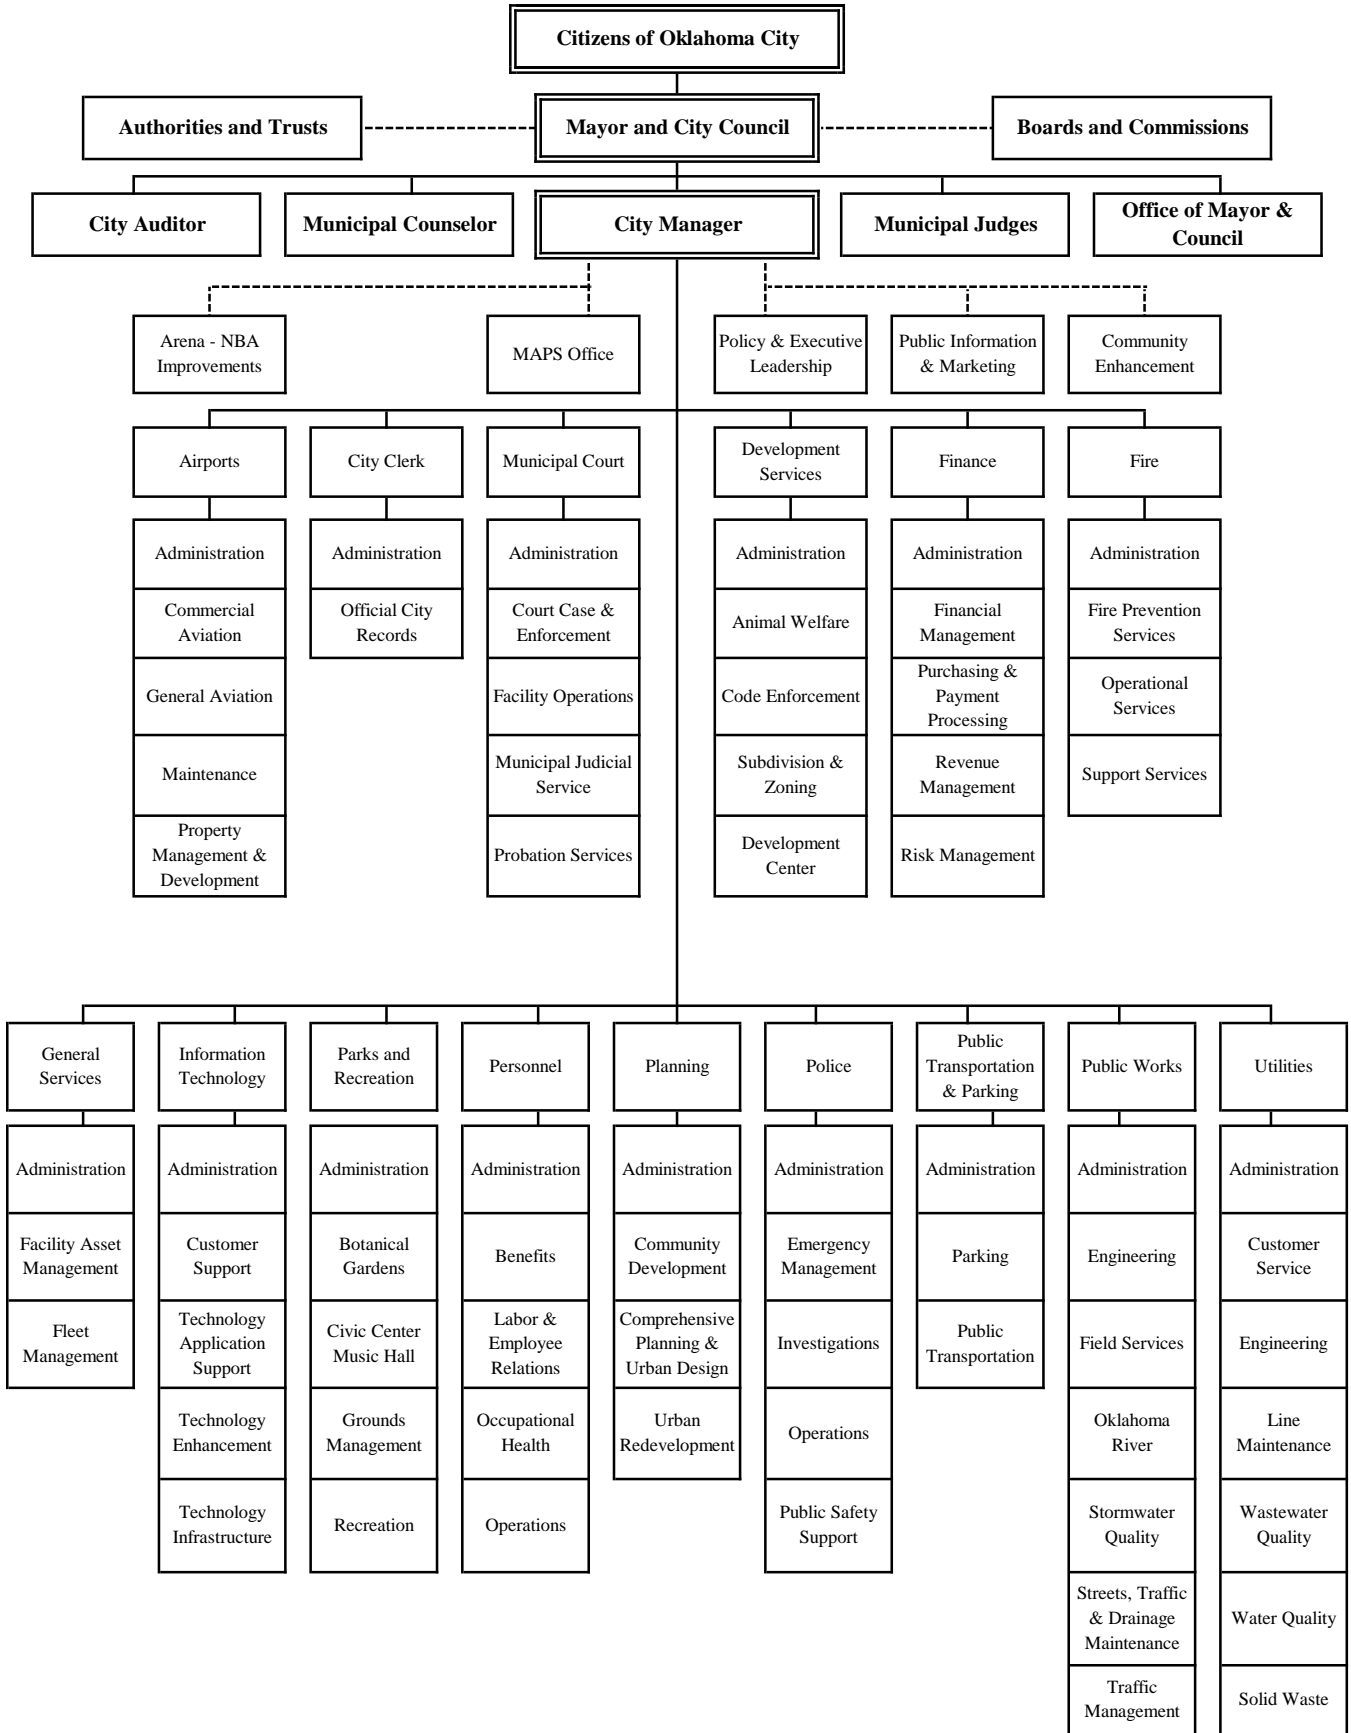 Citizens of Oklahoma City
Authorities and Trusts
Mayor and City Council
Boards and Commissions
City Auditor
Municipal Counselor
City Manager
Municipal Judges
Office of Mayor &
Council
Arena - NBA
Improvements
MAPS Office
Policy & Executive
Leadership
Public Information
& Marketing
Community
Enhancement
Airports
City Clerk
Municipal Court
Development
Services
Finance
Fire
Administration
Commercial
Aviation
General Aviation
Maintenance
Property
Management &
Development
Administration
Official City
Records
Administration
Court Case &
Enforcement
Facility Operations
Municipal Judicial
Service
Probation Services
Administration
Animal Welfare
Code Enforcement
Subdivision &
Zoning
Development
Center
Administration
Financial
Management
Purchasing &
Payment
Processing
Revenue
Management
Risk Management
Administration
Fire Prevention
Services
Operational
Services
Support Services
General
Services
Information
Technology
Parks and
Recreation
Personnel
Planning
Police
Public
Transportation
& Parking
Public Works
Utilities
Administration
Facility Asset
Management
Fleet
Management
Administration
Customer
Support
Technology
Application
Support
Technology
Enhancement
Technology
Infrastructure
Administration
Botanical
Gardens
Civic Center
Music Hall
Grounds
Management
Recreation
Administration
Benefits
Labor &
Employee
Relations
Occupational
Health
Operations
Administration
Community
Development
Comprehensive
Planning &
Urban Design
Urban
Redevelopment
Administration
Emergency
Management
Investigations
Operations
Public Safety
Support
Administration
Parking
Public
Transportation
Administration
Engineering
Field Services
Oklahoma
River
Stormwater
Quality
Streets, Traffic
& Drainage
Maintenance
Traffic
Management
Administration
Customer
Service
Engineering
Line
Maintenance
Wastewater
Quality
Water Quality
Solid Waste